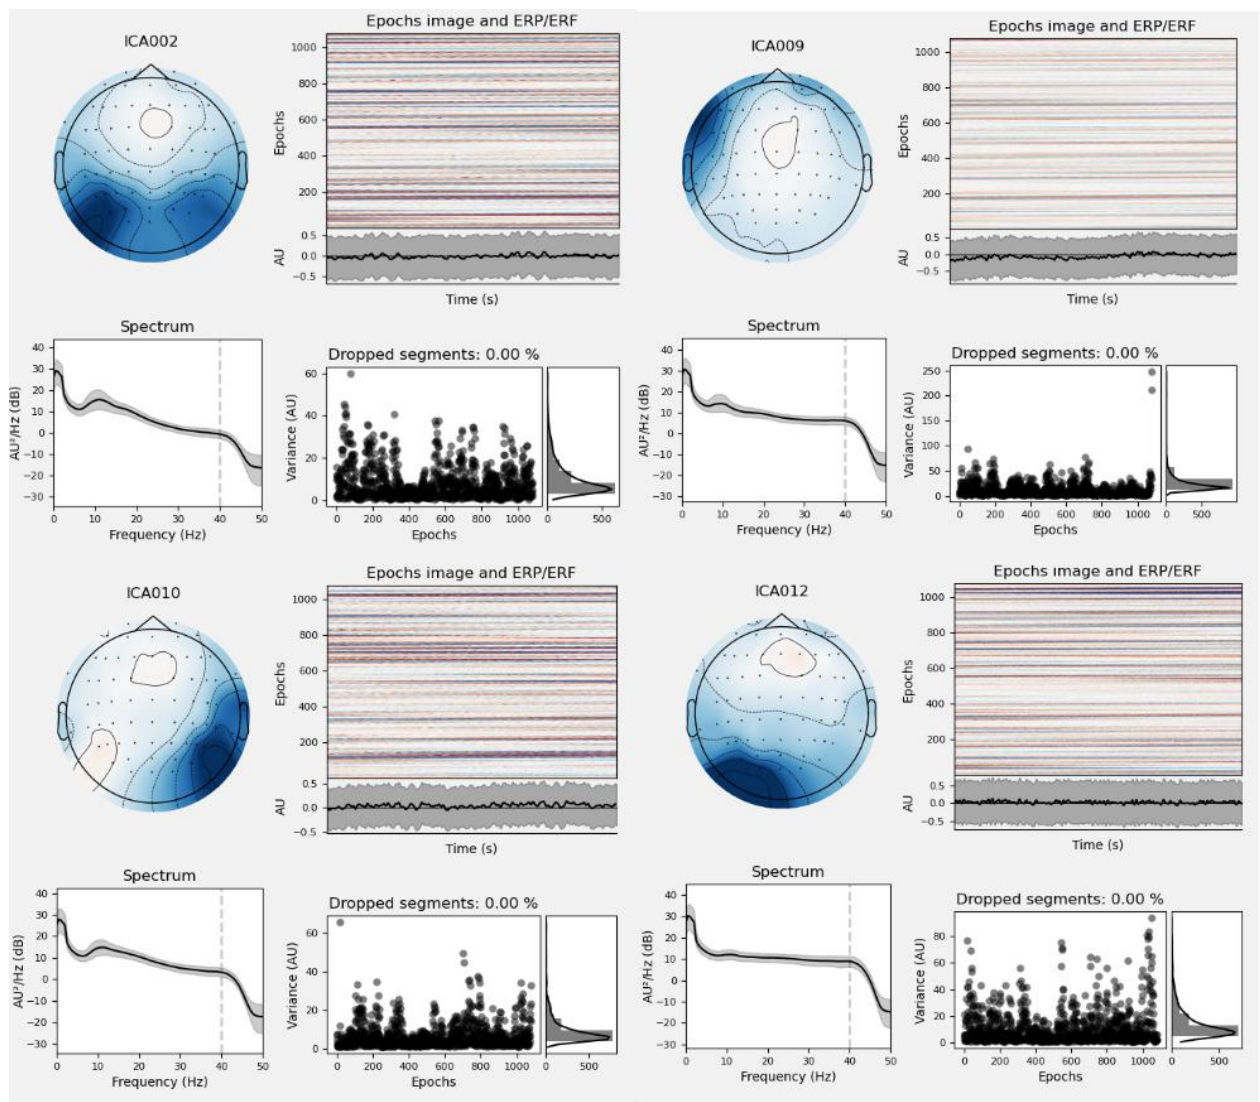 Epochs image and ERP/ERF
ICA002
1000
800
600
400
200
Epochs
0.5
0.0
−0.5
AU
Time (s)
Epochs image and ERP/ERF
ICA009
1000
800
600
400
200
Epochs
0.5
0.0
−0.5
AU
Time (s)
Spectrum
40
30
20
10
0
−10
−20
−30
AU²/Hz (dB)
0 10 20 30 40 50
Frequency (Hz)
Dropped segments: 0.00 %
60
40
20
0
Variance (AU)
0 200 400 600 800 1000
Epochs
0 500
Spectrum
40
30
20
10
0
−10
−20
−30
AU²/Hz (dB)
0 10 20 30 40 50
Frequency (Hz)
Dropped segments: 0.00 %
250
200
150
100
50
0
Variance (AU)
0 200 400 600 800 1000
Epochs
0 500
Epochs image and ERP/ERF
ICA010
1000
800
600
400
200
Epochs
0.5
0.0
−0.5
AU
Time (s)
Epochs image and ERP/ERF
ICA012
1000
800
600
400
200
Epochs
0.5
0.0
−0.5
AU
Time (s)
Spectrum
40
30
20
10
0
−10
−20
−30
AU²/Hz (dB)
0 10 20 30 40 50
Frequency (Hz)
Dropped segments: 0.00 %
60
40
20
0
Variance (AU)
0 200 400 600 800 1000
Epochs
0 500
Spectrum
40
30
20
10
0
−10
−20
−30
AU²/Hz (dB)
0 10 20 30 40 50
Frequency (Hz)
Dropped segments: 0.00 %
80
60
40
20
0
Variance (AU)
0 200 400 600 800 1000
Epochs
0 500